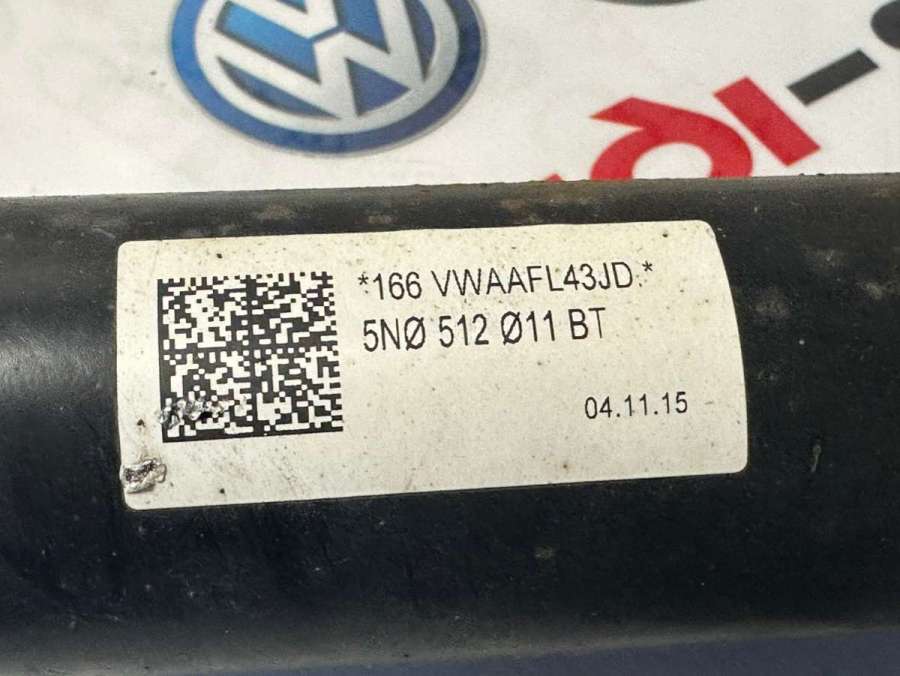 *166 VWAAFL43JD.*
5NØ 512 Ø11 BT
04.11.15